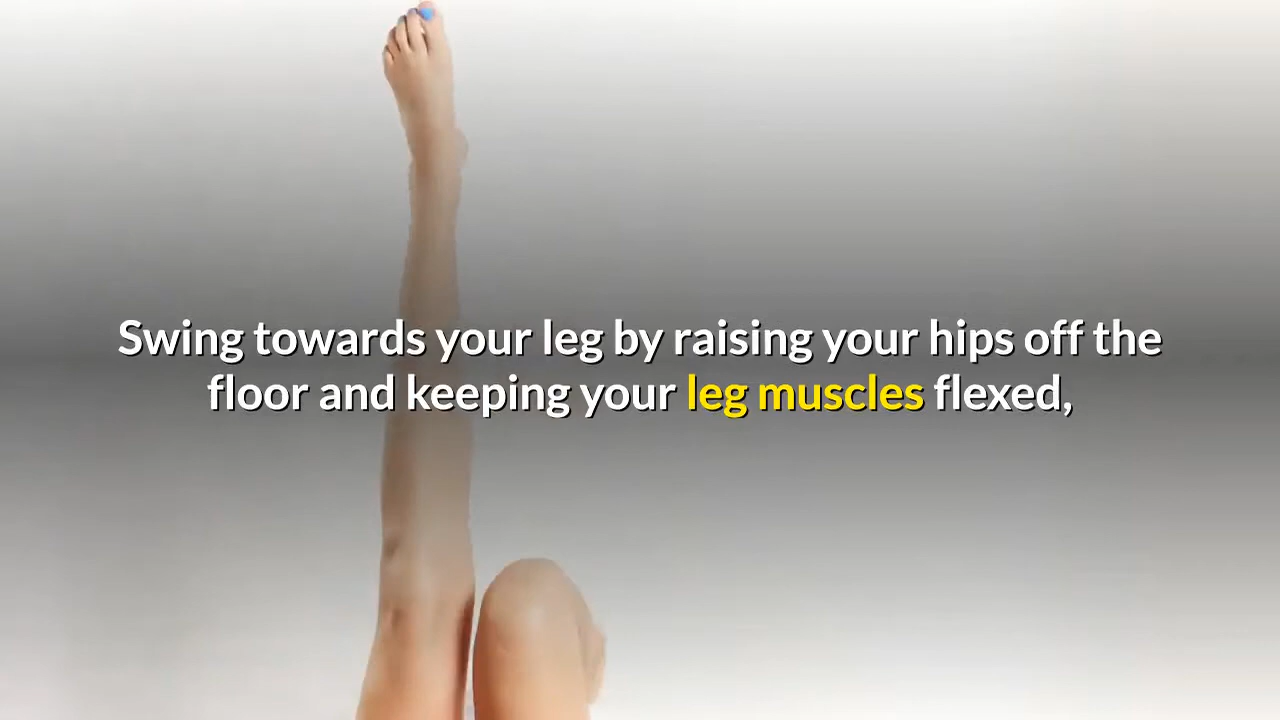 Swing towards your leg by raising your hips off the
floor and keeping your leg muscles flexed,